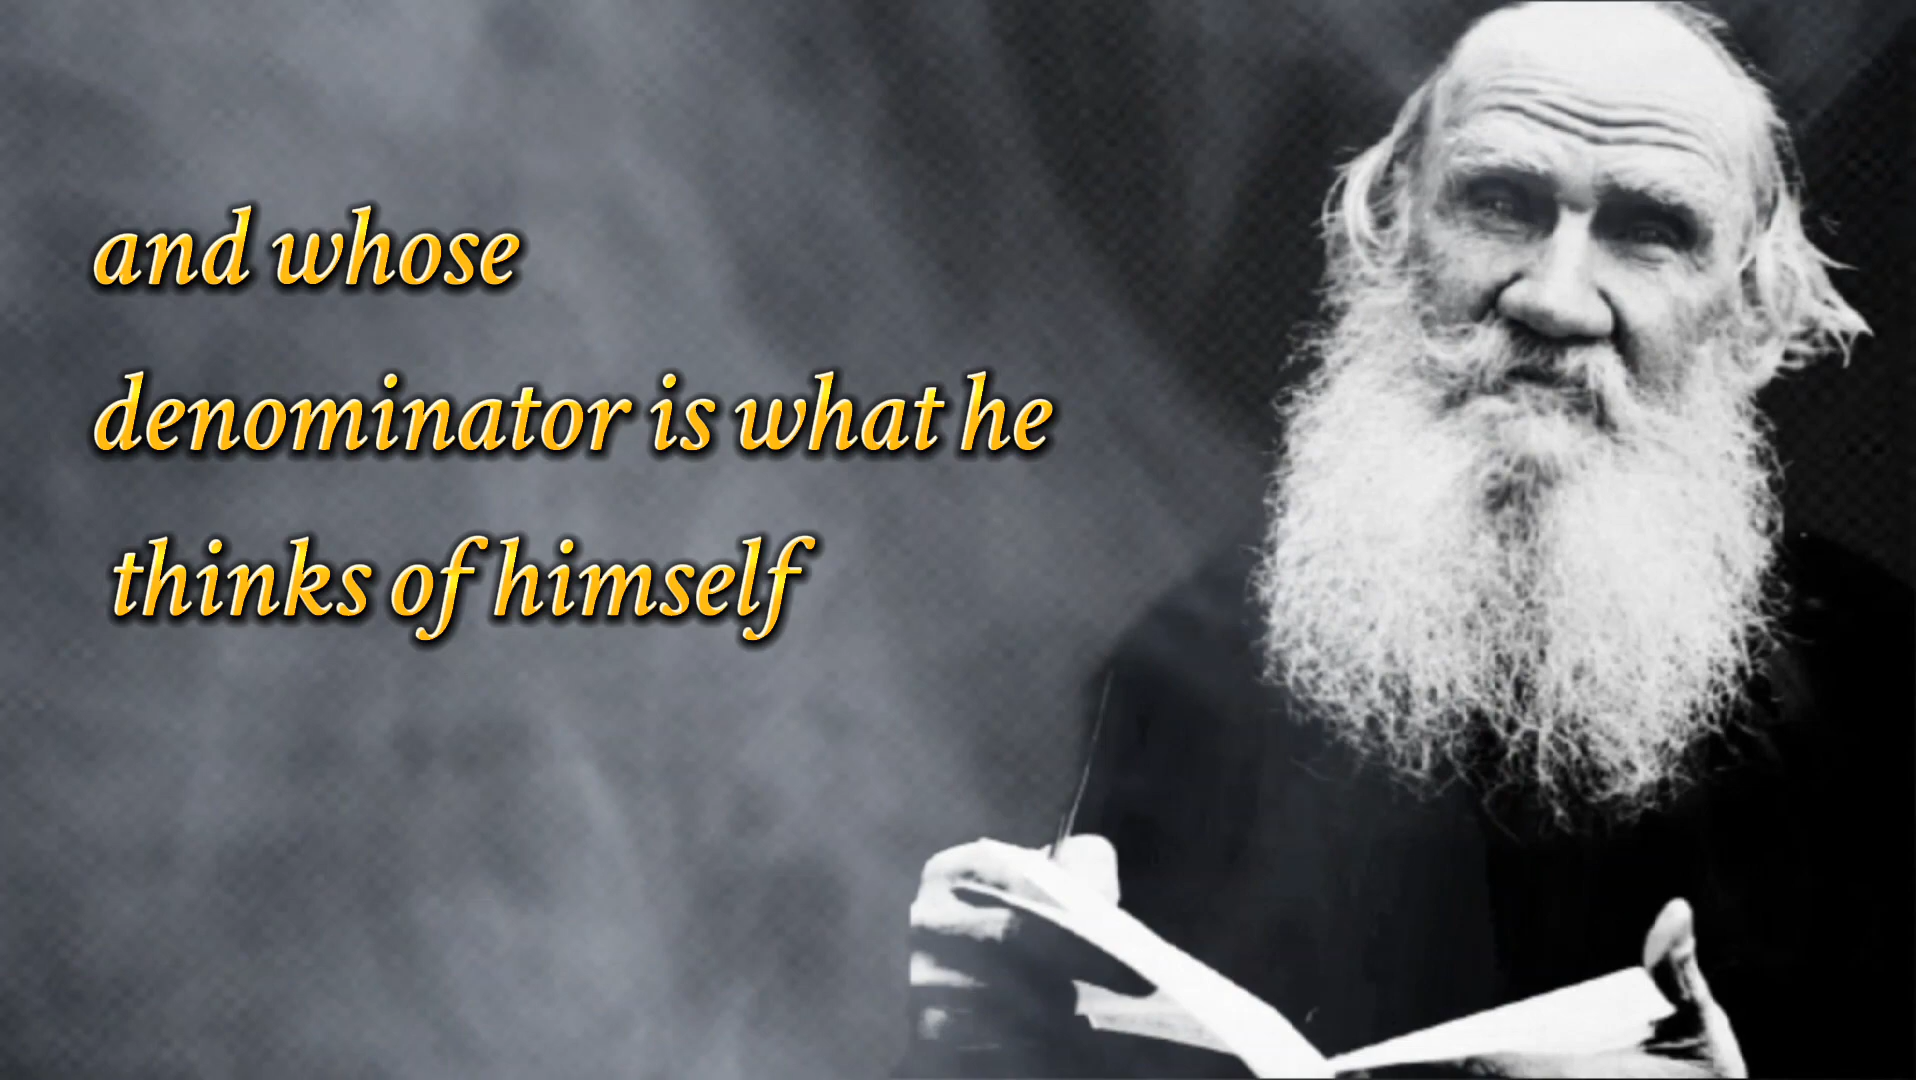 and whose
denominator is what he
thinks of himself